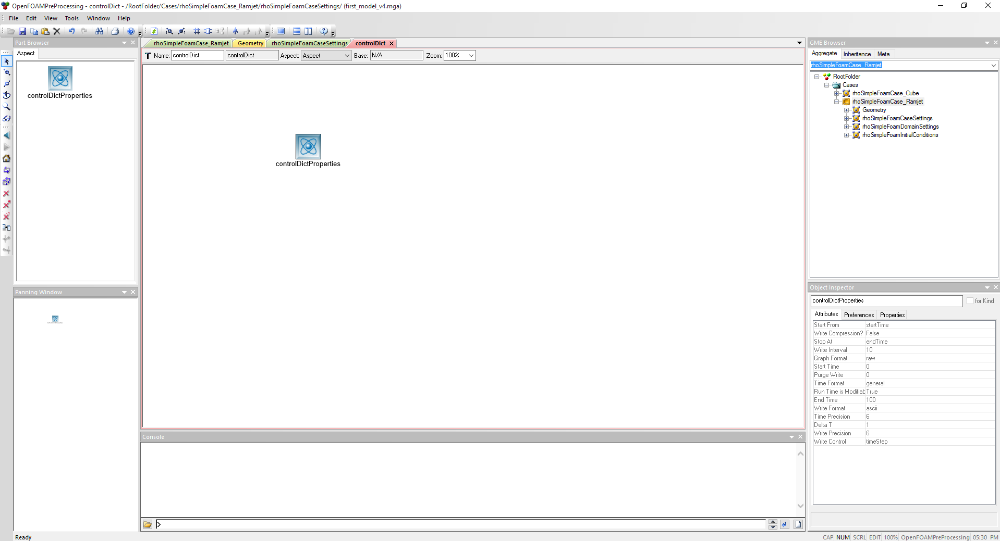 OpenFOAMPreProcessing - controlDict - /RootFolder/Cases/rhoSimpleFoamCase_Ramjet/rhoSimpleFoamCaseSettings/ (first_model_v4.mga)
File Edit View Tools Window Help
Part Browser
Aspect
controlDictProperties
Panning Window
rhoSimpleFoamCase_Ramjet Geometry rhoSimpleFoamCaseSettings controlDict
T Name: controlDict controlDict Aspect: Aspect Base: N/A Zoom: 100%
controlDictProperties
Console
>
GME Browser
Aggregate Inheritance Meta
rhoSimpleFoamCase_Ramjet
RootFolder
Cases
rhoSimpleFoamCase_Cube
rhoSimpleFoamCase_Ramjet
Geometry
rhoSimpleFoamCaseSettings
rhoSimpleFoamDomainSettings
rhoSimpleFoamInitialConditions
Object Inspector
controlDictProperties for Kind
Attributes Preferences Properties
Start From startTime
Write Compression? False
Stop At endTime
Write Interval 10
Graph Format raw
Start Time 0
Purge Write 0
Time Format general
Run Time is Modifiab True
End Time 100
Write Format ascii
Time Precision 6
Delta T 1
Write Precision 6
Write Control timeStep
Ready
CAP NUM SCRL EDIT 100% OpenFOAMPreProcessing 05:30 PM